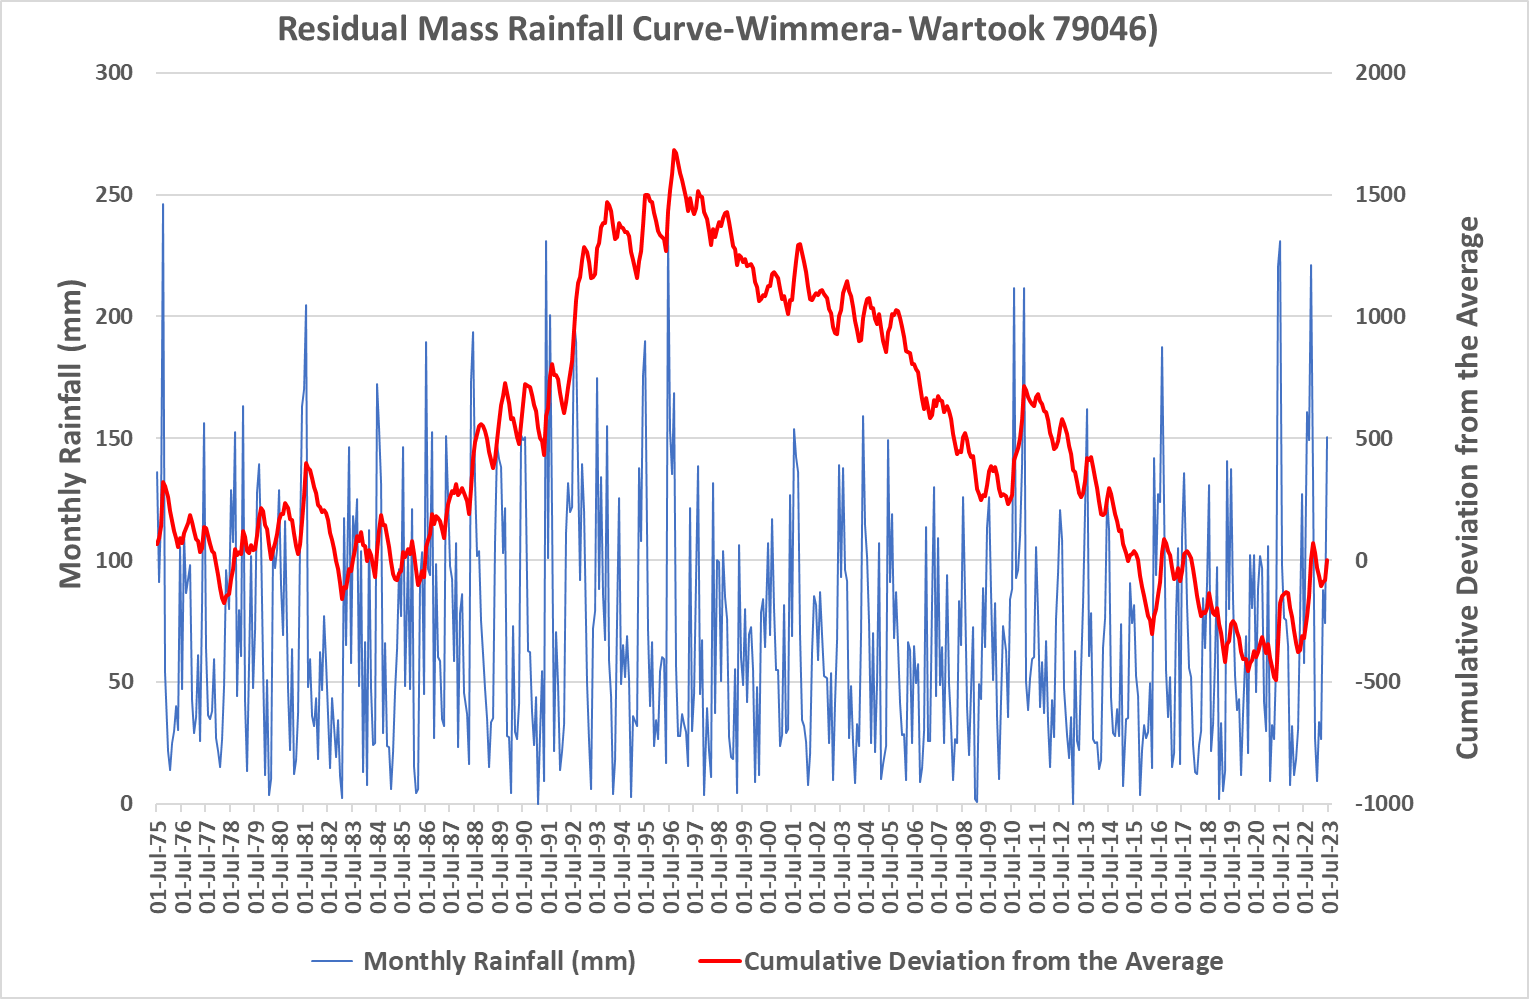 Residual Mass Rainfall Curve-Wimmera- Wartook 79046)
300
250
200
150
100
50
0
Monthly Rainfall (mm)
2000
1500
1000
500
0
-500
-1000
Cumulative Deviation from the Average
01-Jul-75
01-Jul-76
01-Jul-77
01-Jul-78
01-Jul-79
01-Jul-80
01-Jul-81
01-Jul-82
01-Jul-83
01-Jul-84
01-Jul-85
01-Jul-86
01-Jul-87
01-Jul-88
01-Jul-89
01-Jul-90
01-Jul-91
01-Jul-92
01-Jul-93
01-Jul-94
01-Jul-95
01-Jul-96
01-Jul-97
01-Jul-98
01-Jul-99
01-Jul-00
01-Jul-01
01-Jul-02
01-Jul-03
01-Jul-04
01-Jul-05
01-Jul-06
01-Jul-07
01-Jul-08
01-Jul-09
01-Jul-10
01-Jul-11
01-Jul-12
01-Jul-13
01-Jul-14
01-Jul-15
01-Jul-16
01-Jul-17
01-Jul-18
01-Jul-19
01-Jul-20
01-Jul-21
01-Jul-22
01-Jul-23
Monthly Rainfall (mm)
Cumulative Deviation from the Average